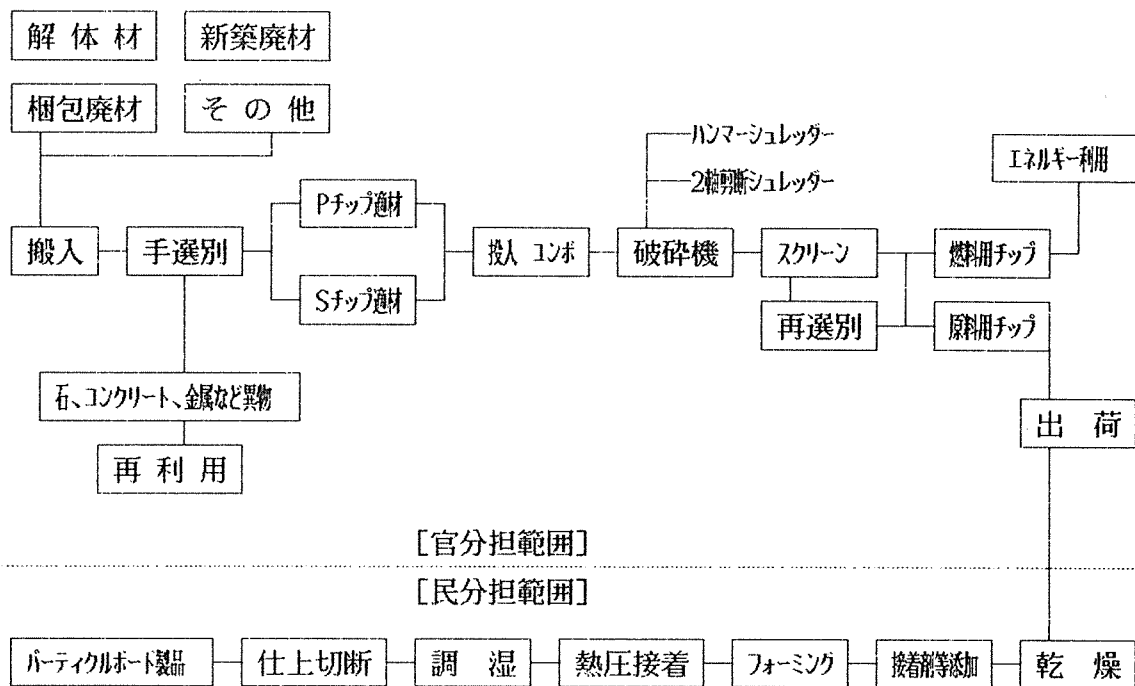 解体材
新築廃材
梱包廃材
その他
ハンマーシュレッダー
2軸剪断シュレッダー
エネルギー利用
Pチップ適材
搬入
手選別
投入 コンポ
破砕機
スクリーン
燃料用チップ
Sチップ適材
再選別
原料用チップ
石、コンクリート、金属など異物
出荷
再利用
[官分担範囲]
[民分担範囲]
パーティクルボード製品
仕上切断
調湿
熱圧接着
フォーミング
接着剤等添加
乾燥